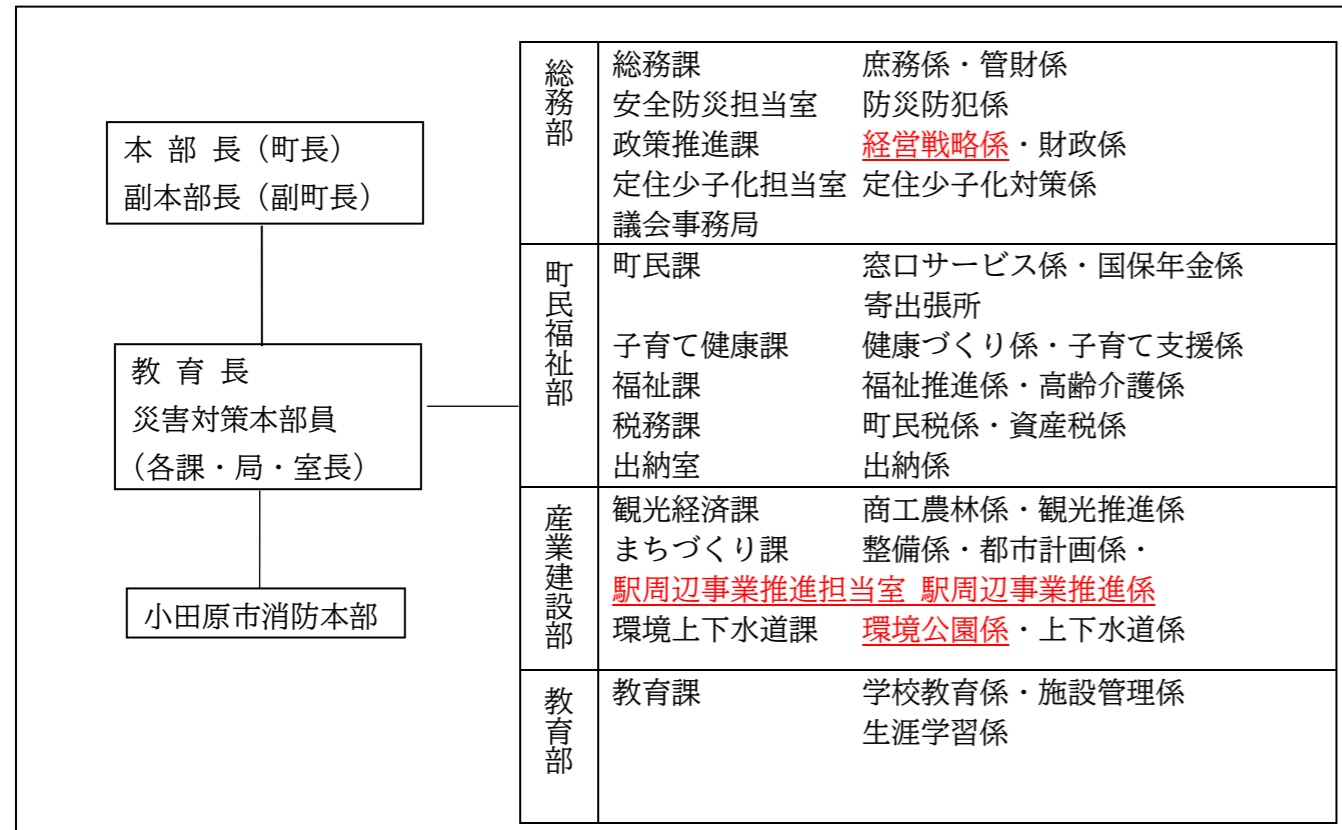 本 部 長（町長）
副本部長（副町長）
教 育 長
災害対策本部員
（各課・局・室長）
小田原市消防本部
総務部
総務課 庶務係・管財係
安全防災担当室 防災防犯係
政策推進課 経営戦略係・財政係
定住少子化担当室 定住少子化対策係
議会事務局
町民福祉部
町民課 窓口サービス係・国保年金係
寄出張所
子育て健康課 健康づくり係・子育て支援係
福祉課 福祉推進係・高齢介護係
税務課 町民税係・資産税係
出納室 出納係
産業建設部
観光経済課 商工農林係・観光推進係
まちづくり課 整備係・都市計画係・
駅周辺事業推進担当室 駅周辺事業推進係
環境上下水道課 環境公園係・上下水道係
教育部
教育課 学校教育係・施設管理係
生涯学習係